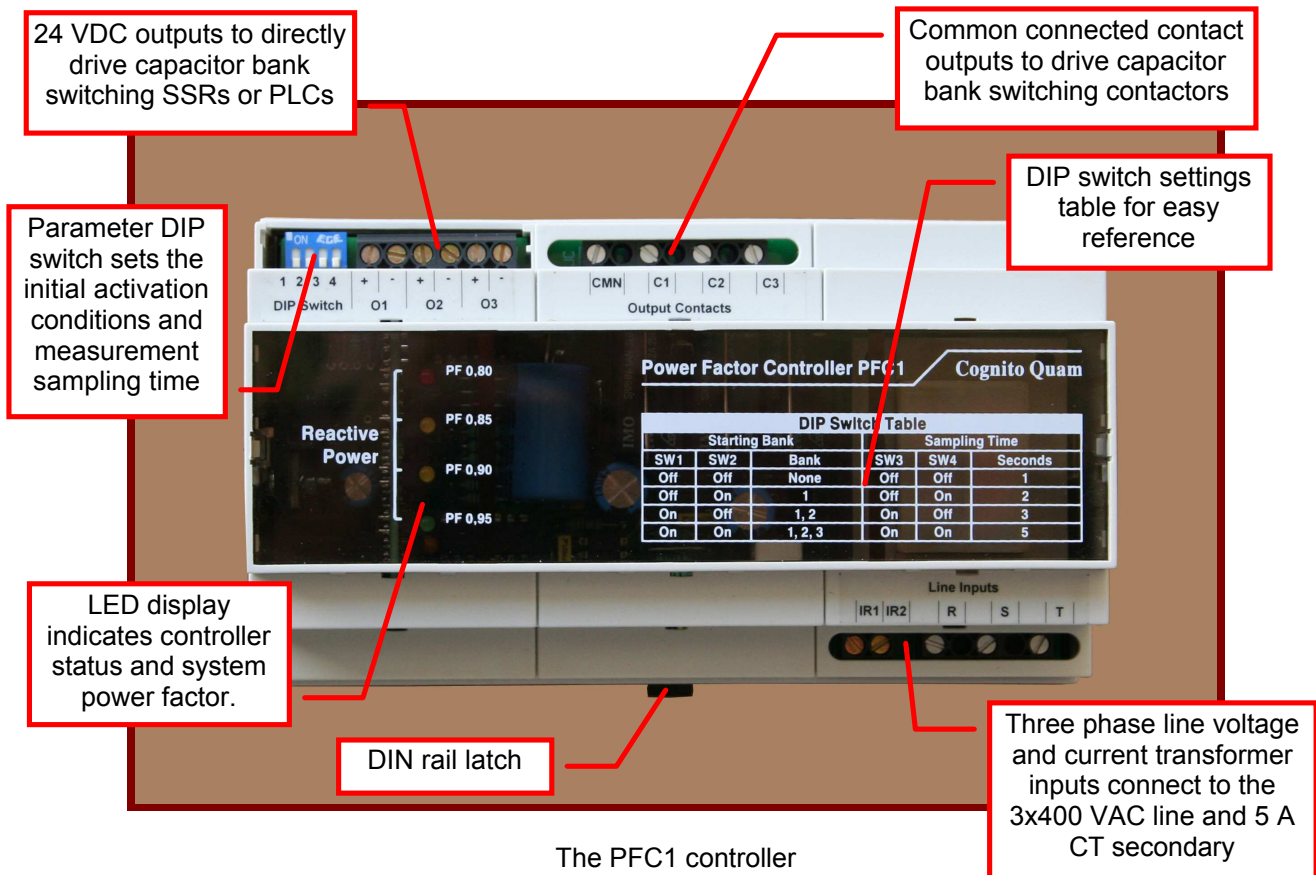 24 VDC outputs to directly
drive capacitor bank
switching SSRs or PLCs
Common connected contact
outputs to drive capacitor
bank switching contactors
DIP switch settings
table for easy
reference
Parameter DIP
switch sets the
initial activation
conditions and
measurement
sampling time
ON
1 2 3 4 + - + - + -
DIP Switch O1 O2 O3
CMN C1 C2 C3
Output Contacts
Reactive
Power
PF 0,80
PF 0,85
PF 0,90
PF 0,95
IMO
Power Factor Controller PFC1 Cognito Quam
DIP Switch Table
Starting Bank Sampling Time
SW1 SW2 Bank SW3 SW4 Seconds
Off Off None Off Off 1
Off On 1 Off On 2
On Off 1, 2 On Off 3
On On 1, 2, 3 On On 5
Line Inputs
IR1 IR2 R S T
LED display
indicates controller
status and system
power factor.
DIN rail latch
Three phase line voltage
and current transformer
inputs connect to the
3x400 VAC line and 5 A
CT secondary
The PFC1 controller